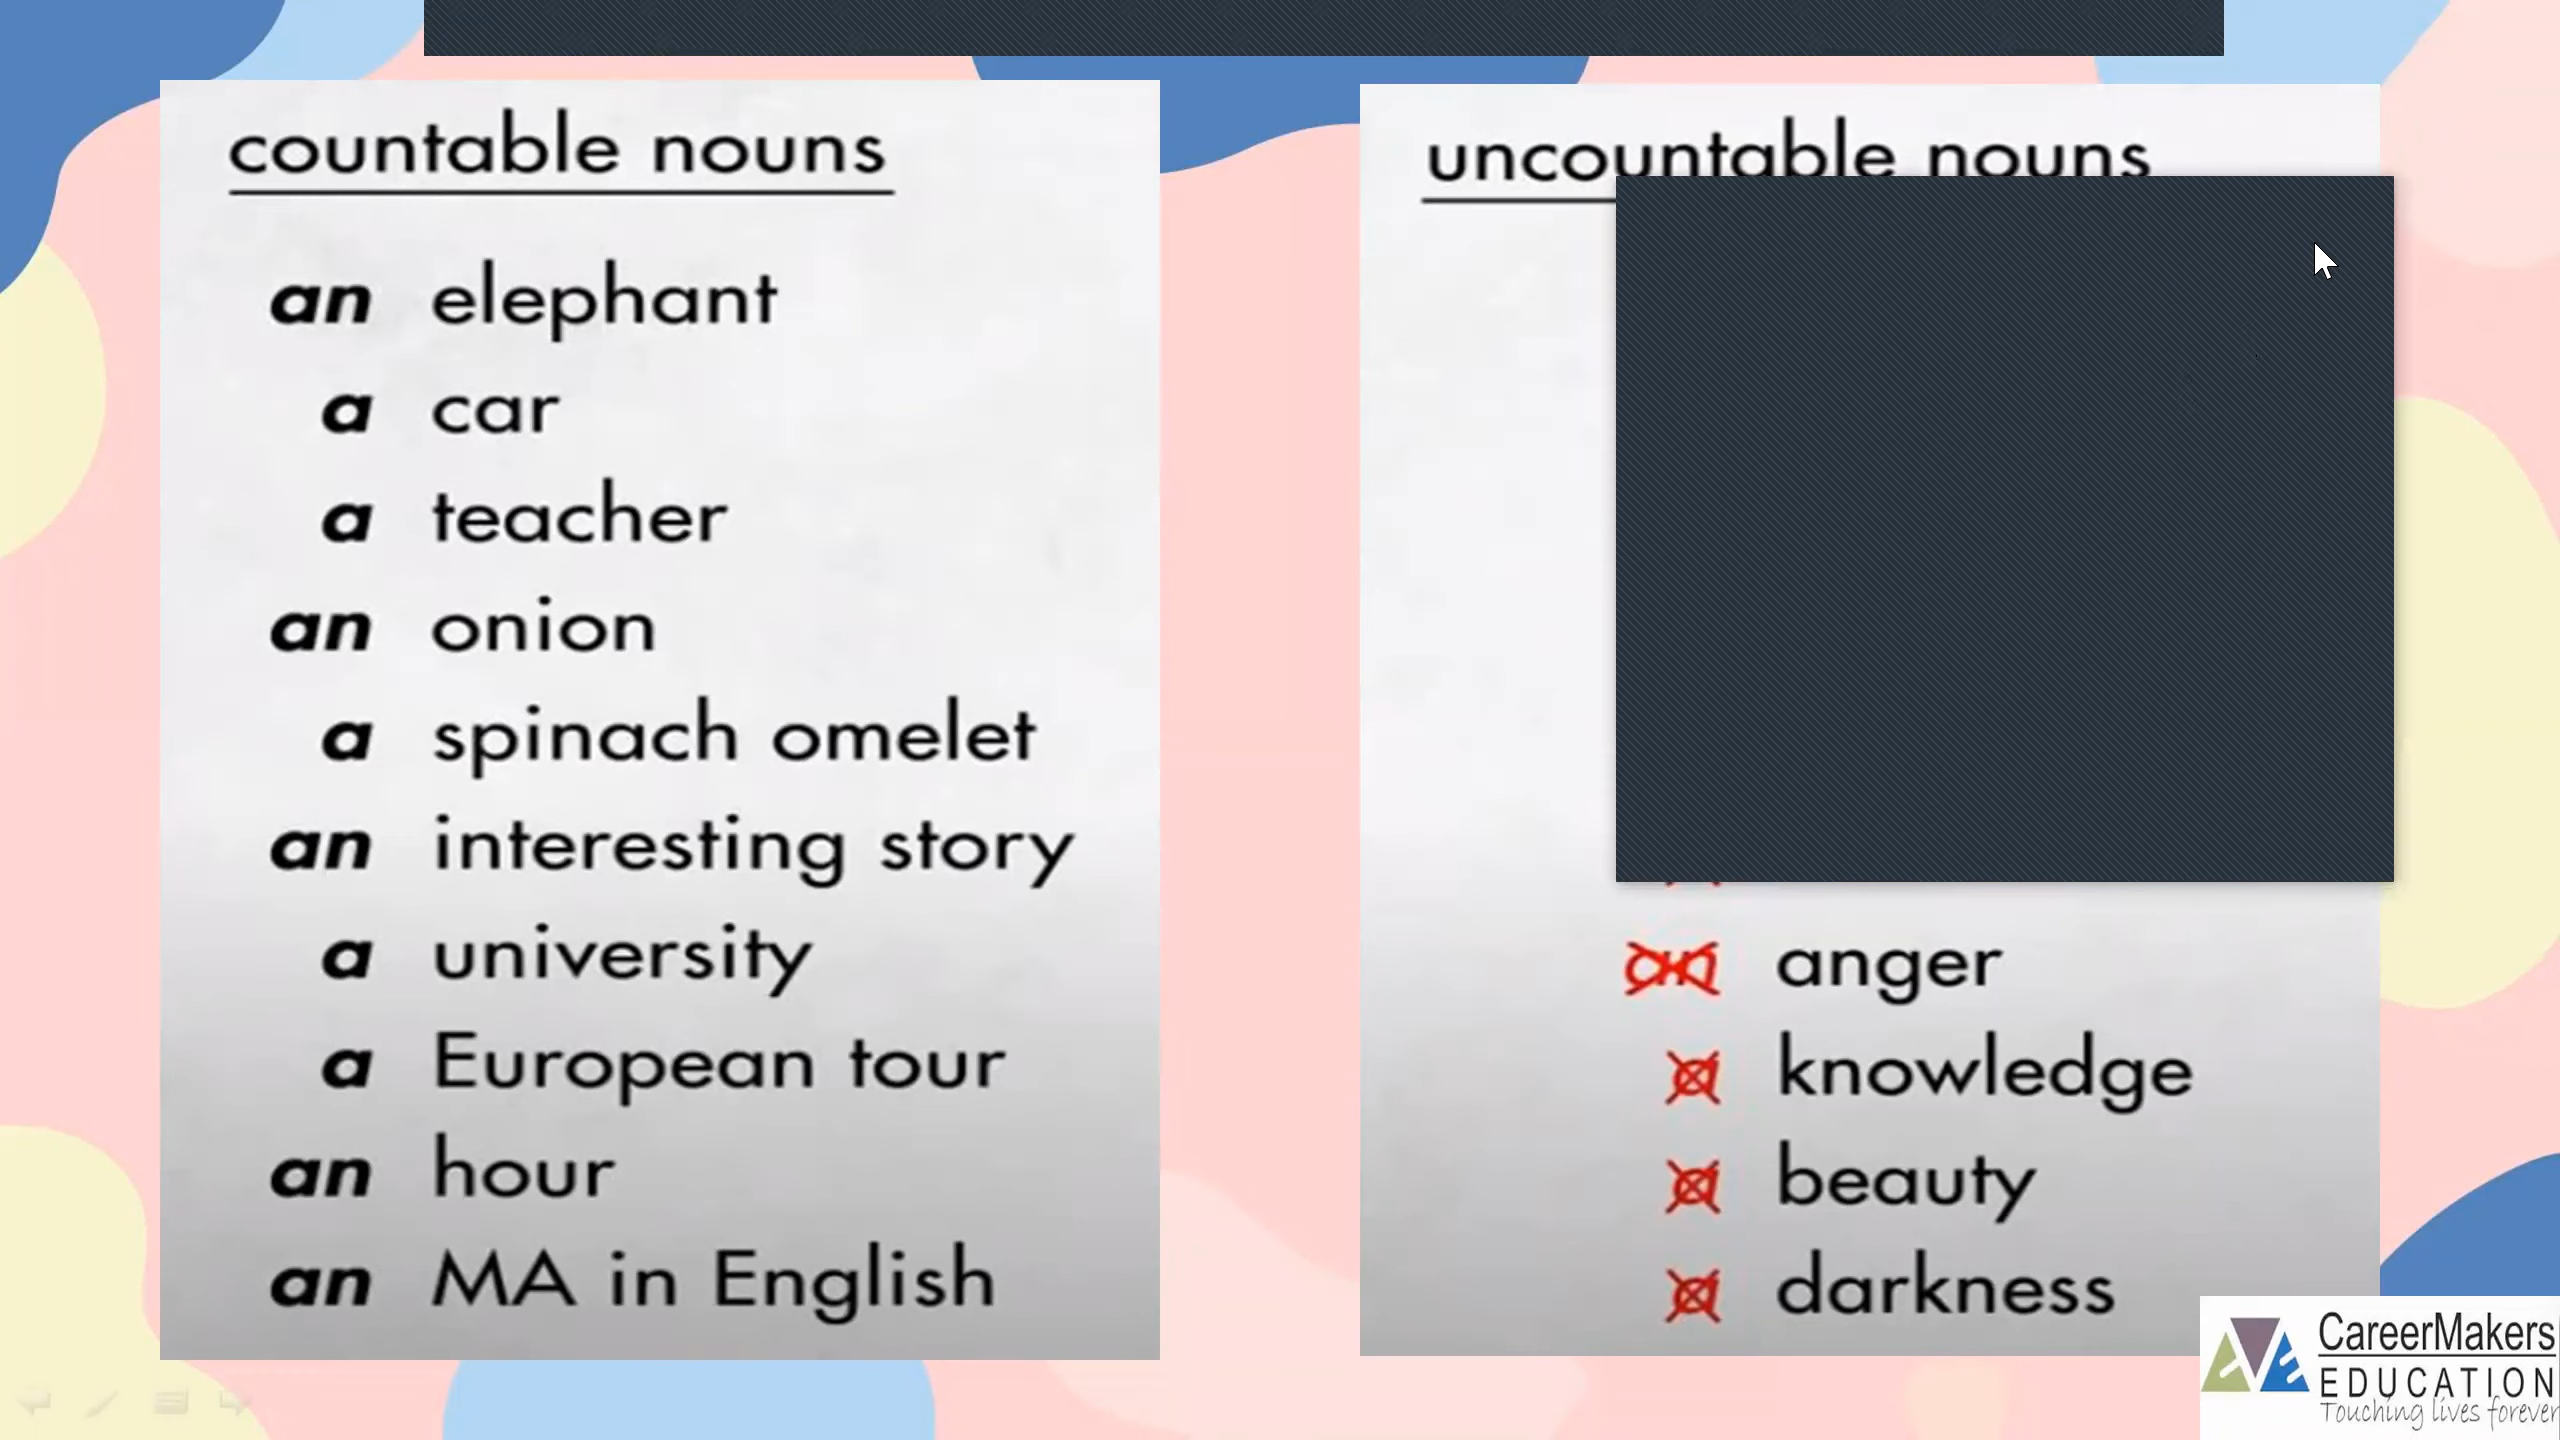 countable nouns
an elephant
a car
a teacher
an onion
a spinach omelet
an interesting story
a university
a European tour
an hour
an MA in English
uncountable nouns
an anger
a knowledge
a beauty
a darkness
CareerMakers
EDUCATION
Touching lives forever